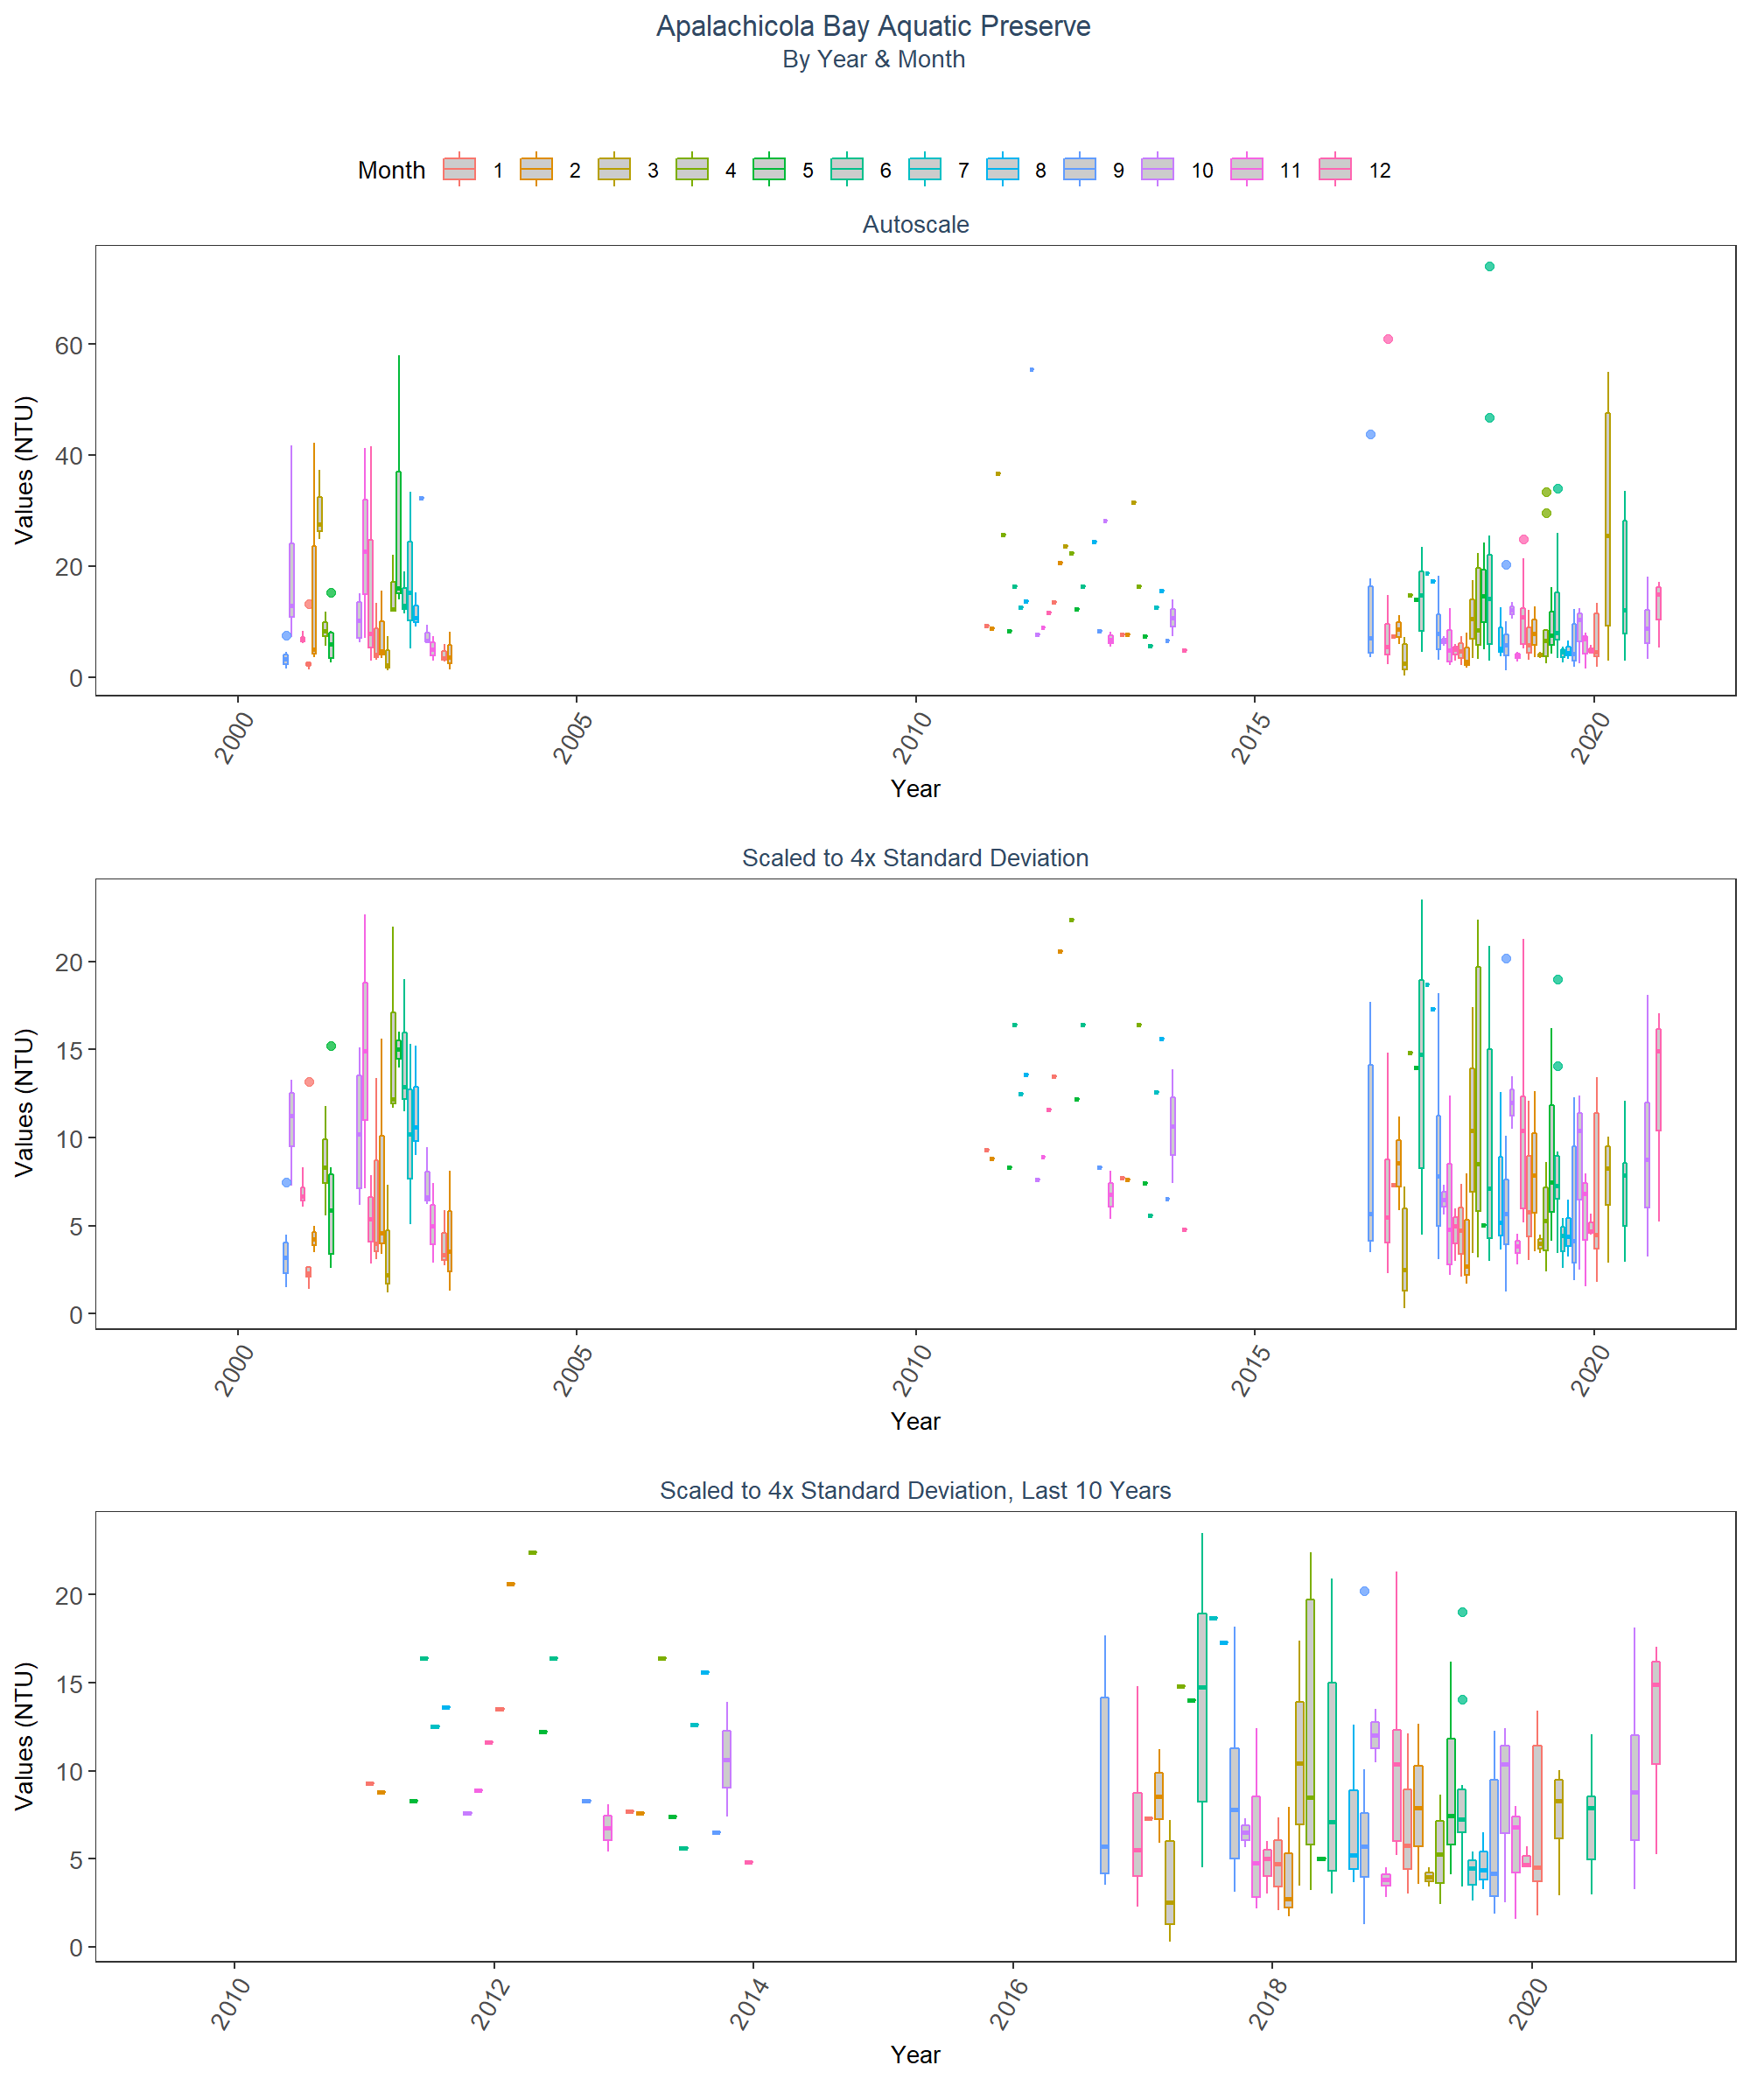 Apalachicola Bay Aquatic Preserve
By Year & Month
Month 1 2 3 4 5 6 7 8 9 10 11 12
Autoscale
Values (NTU)
60
40
20
0
2000 2005 2010 2015 2020
Year
Scaled to 4x Standard Deviation
Values (NTU)
20
15
10
5
0
2000 2005 2010 2015 2020
Year
Scaled to 4x Standard Deviation, Last 10 Years
Values (NTU)
20
15
10
5
0
2010 2012 2014 2016 2018 2020
Year